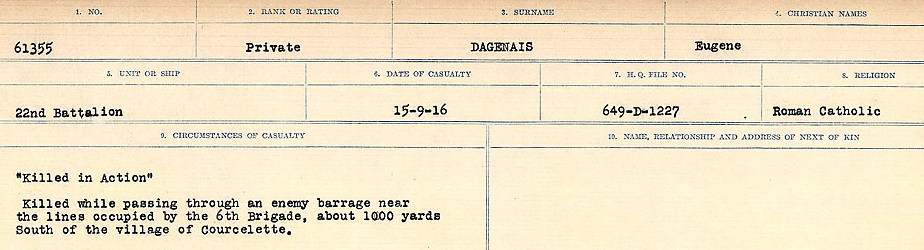 1. NO. 2. RANK OR RATING 3. SURNAME 4. CHRISTIAN NAMES
61355 Private DAGENAIS Eugene
5. UNIT OR SHIP 6. DATE OF CASUALTY 7. H. Q. FILE NO. 8. RELIGION
22nd Battalion 15-9-16 649-D-1227 Roman Catholic
9. CIRCUMSTANCES OF CASUALTY 10. NAME, RELATIONSHIP AND ADDRESS OF NEXT OF KIN
"Killed in Action"
Killed while passing through an enemy barrage near
the lines occupied by the 6th Brigade, about 1000 yards
South of the village of Courcelette.